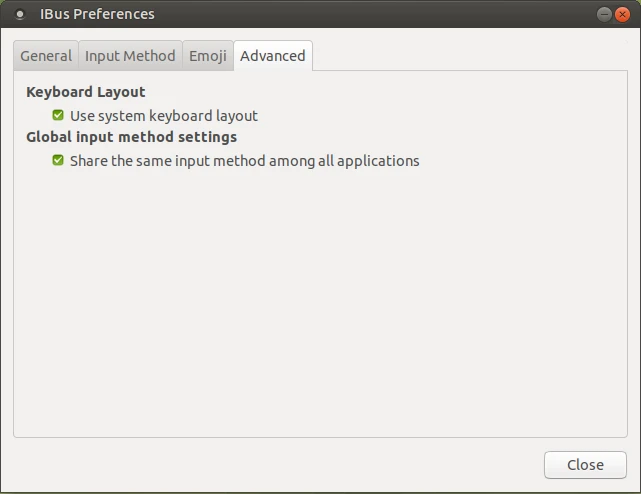 IBus Preferences
General Input Method Emoji Advanced
Keyboard Layout
Use system keyboard layout
Global input method settings
Share the same input method among all applications
Close